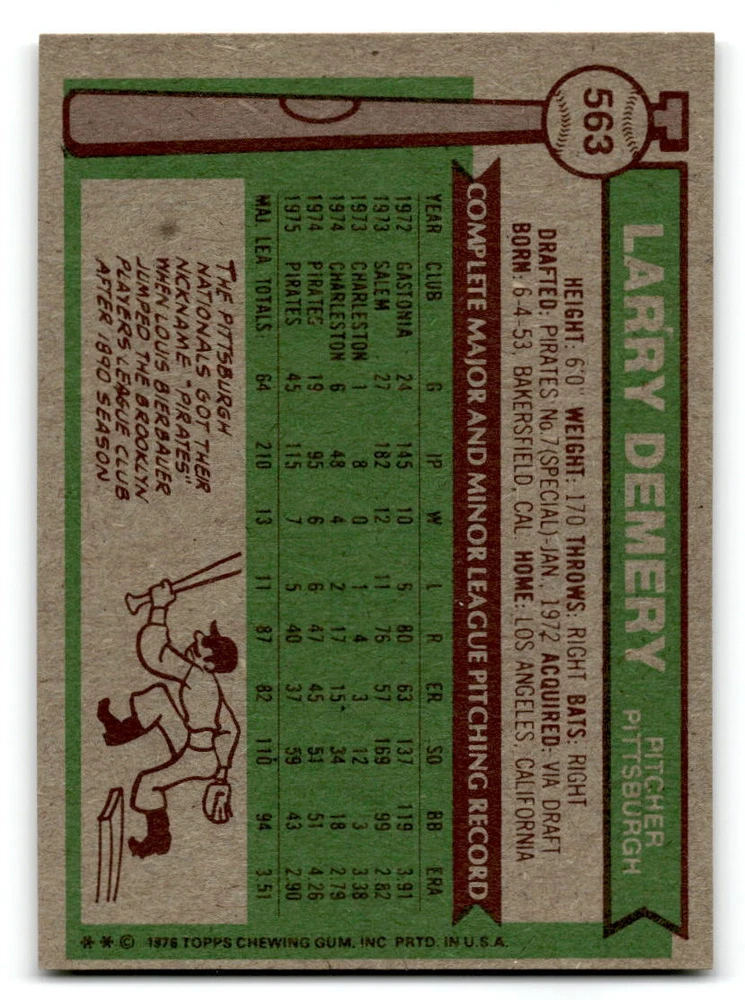 563
LARRY DEMERY
PITCHER
PITTSBURGH
HEIGHT: 6'0" WEIGHT: 170 THROWS: RIGHT BATS: RIGHT
DRAFTED: PIRATES No.7(SPECIAL)-JAN., 1972 ACQUIRED: VIA DRAFT
BORN: 6-4-53, BAKERSFIELD, CAL. HOME: LOS ANGELES, CALIFORNIA
COMPLETE MAJOR AND MINOR LEAGUE PITCHING RECORD
YEAR CLUB G IP W L R ER SO BB ERA
1972 GASTONIA 24 145 10 6 80 63 137 119 3.91
1973 SALEM 27 182 12 11 76 57 169 99 2.82
1973 CHARLESTON 1 8 0 1 4 3 12 3 3.38
1974 CHARLESTON 6 48 4 2 17 15 34 18 2.79
1974 PIRATES 19 95 6 6 47 45 51 51 4.26
1975 PIRATES 45 115 7 5 40 37 59 43 2.90
MAJ. LEA. TOTALS: 64 210 13 11 87 82 110 94 3.51
THE PITTSBURGH
NATIONALS GOT THEIR
NICKNAME "PIRATES"
WHEN LOUIS BIERBAUER
JUMPED THE BROOKLYN
PLAYERS LEAGUE CLUB
AFTER 1890 SEASON.
** © 1976 TOPPS CHEWING GUM, INC. PRTD. IN U.S.A.